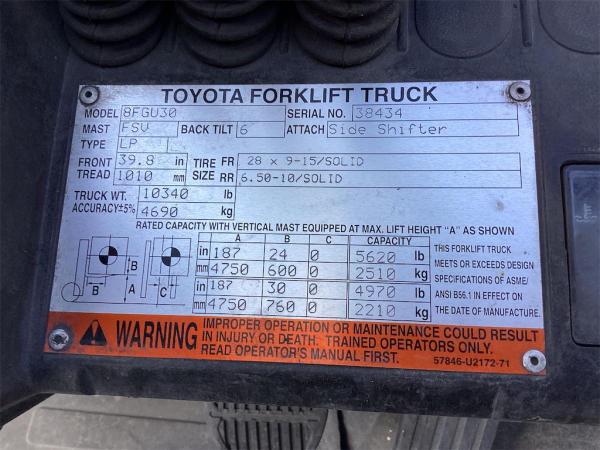 TOYOTA FORKLIFT TRUCK
MODEL 8FGU30 SERIAL NO. 38434
MAST FSV BACK TILT 6 ATTACH Side Shifter
TYPE LP
FRONT TREAD 39.8 in TIRE SIZE FR 28 x 9-15/SOLID
1010 mm RR 6.50-10/SOLID
TRUCK WT. 10340 lb
ACCURACY±5% 4690 kg
RATED CAPACITY WITH VERTICAL MAST EQUIPPED AT MAX. LIFT HEIGHT "A" AS SHOWN
A B C CAPACITY
in 187 24 0 5620 lb
mm 4750 600 0 2510 kg
in 187 30 0 4970 lb
mm 4750 760 0 2210 kg
B
A
B
C
THIS FORKLIFT TRUCK
MEETS OR EXCEEDS DESIGN
SPECIFICATIONS OF ASME/
ANSI B56.1 IN EFFECT ON
THE DATE OF MANUFACTURE.
WARNING
IMPROPER OPERATION OR MAINTENANCE COULD RESULT
IN INJURY OR DEATH. TRAINED OPERATORS ONLY.
READ OPERATOR'S MANUAL FIRST.
57846-U2172-71